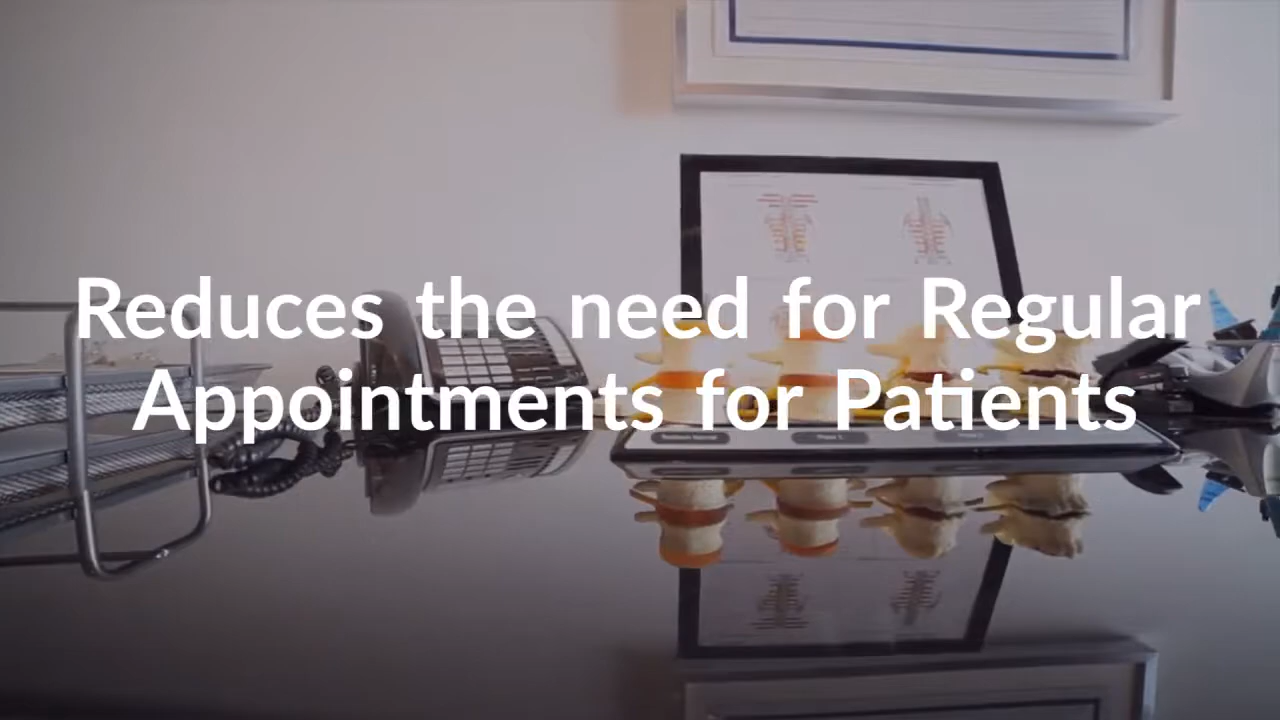 Reduces the need for Regular
Appointments for Patients